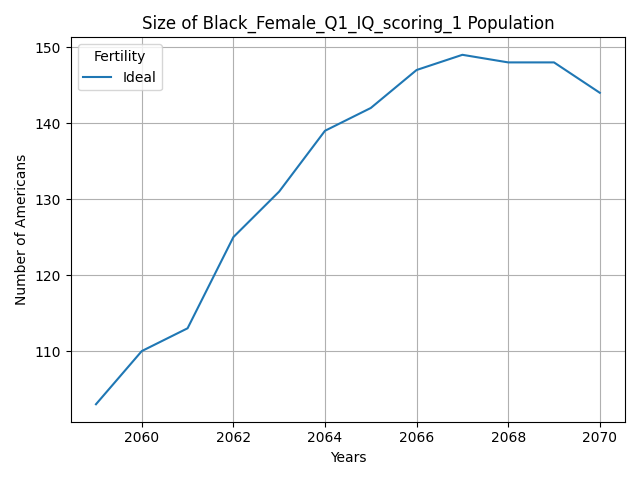 Size of Black_Female_Q1_IQ_scoring_1 Population
Fertility
Ideal
150
140
130
120
110
Number of Americans
2060 2062 2064 2066 2068 2070
Years